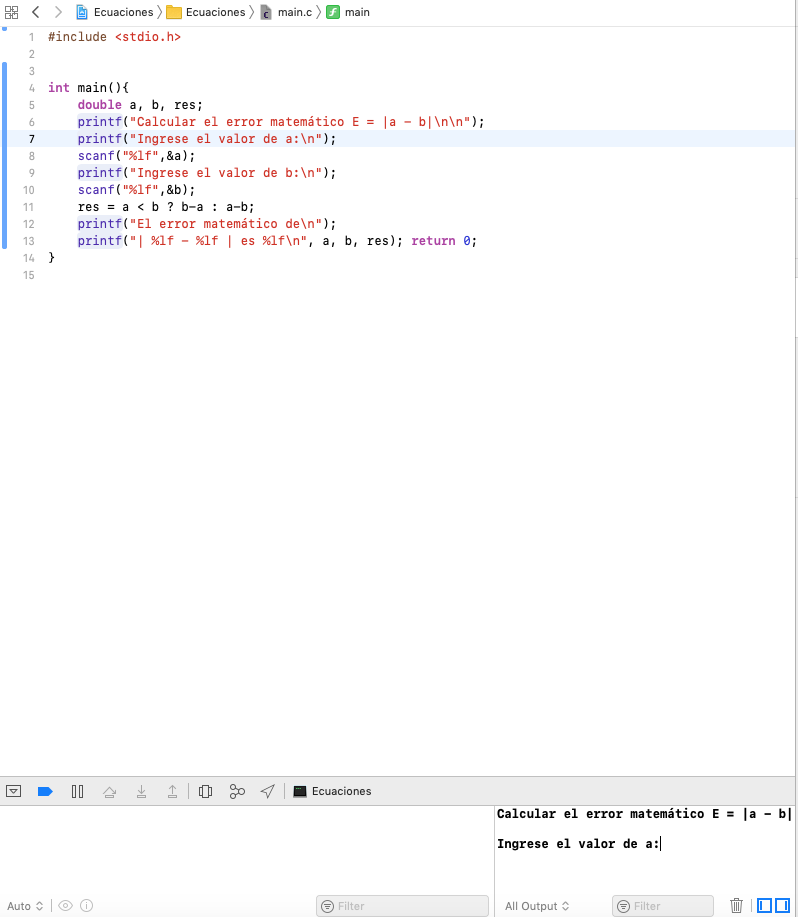 Ecuaciones Ecuaciones main.c main
1 #include <stdio.h>
2
3
4 int main(){
5 double a, b, res;
6 printf("Calcular el error matemático E = |a - b|\n\n");
7 printf("Ingrese el valor de a:\n");
8 scanf("%lf",&a);
9 printf("Ingrese el valor de b:\n");
10 scanf("%lf",&b);
11 res = a < b ? b-a : a-b;
12 printf("El error matemático de\n");
13 printf("| %lf - %lf | es %lf\n", a, b, res); return 0;
14 }
15
Ecuaciones
Calcular el error matemático E = |a - b|
Ingrese el valor de a:
Auto Filter All Output Filter